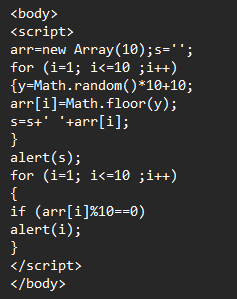 <body>
<script>
arr=new Array(10);s='';
for (i=1; i<=10 ;i++)
{y=Math.random()*10+10;
arr[i]=Math.floor(y);
s=s+' '+arr[i];
}
alert(s);
for (i=1; i<=10 ;i++)
{
if (arr[i]%10==0)
alert(i);
}
</script>
</body>